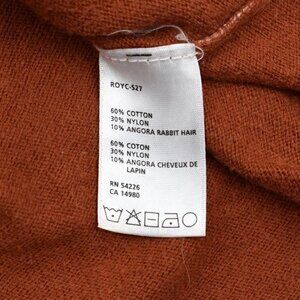 ROYC-S27
60% COTTON
30% NYLON
10% ANGORA RABBIT HAIR
60% COTON
30% NYLON
10% ANGORA CHEVEUX DE
LAPIN
RN 54226
CA 14980